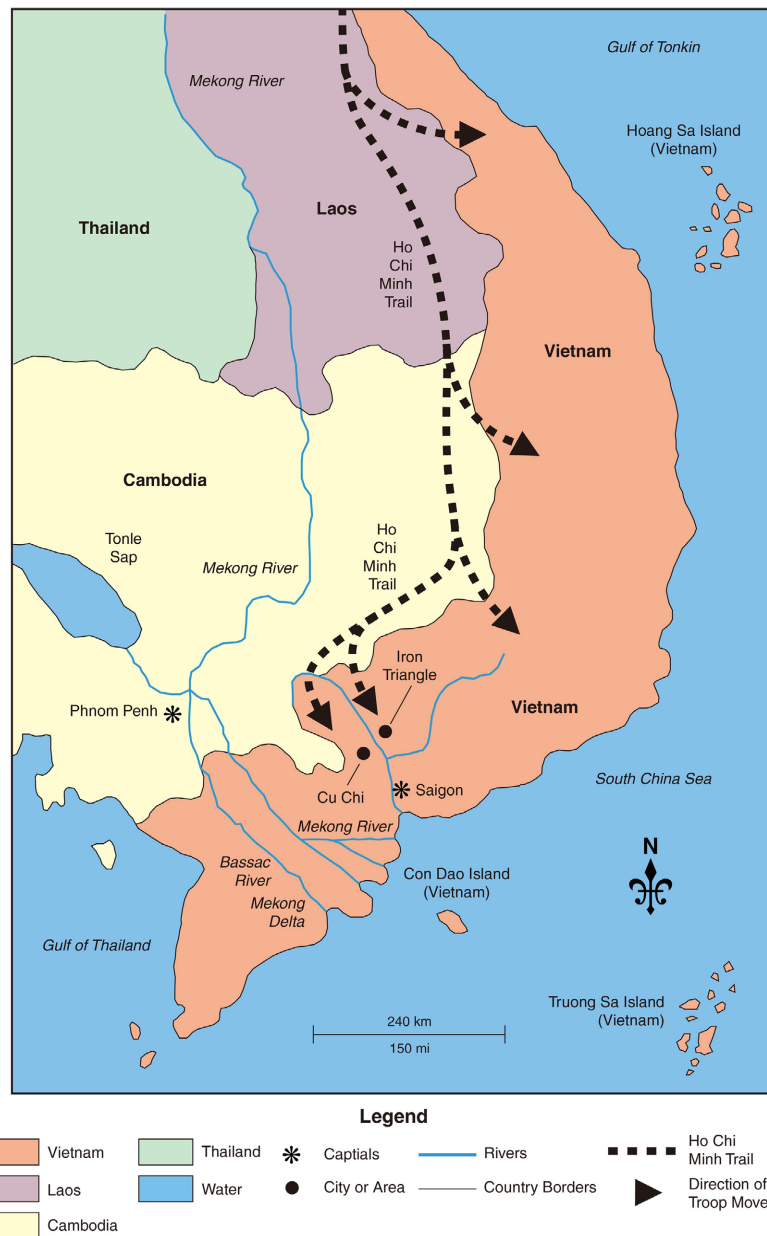 Gulf of Tonkin
Mekong River
Hoang Sa Island
(Vietnam)
Thailand
Laos
Ho
Chi
Minh
Trail
Vietnam
Cambodia
Tonle
Sap
Ho
Chi
Minh
Trail
Mekong River
Iron
Triangle
Phnom Penh
Vietnam
South China Sea
Cu Chi
Saigon
Mekong River
N
Bassac
River
Con Dao Island
(Vietnam)
Mekong
Delta
Gulf of Thailand
Truong Sa Island
(Vietnam)
240 km
150 mi
Legend
Vietnam
Thailand
Captials
Rivers
Ho Chi
Minh Trail
Laos
Water
City or Area
Country Borders
Direction of
Troop Move
Cambodia